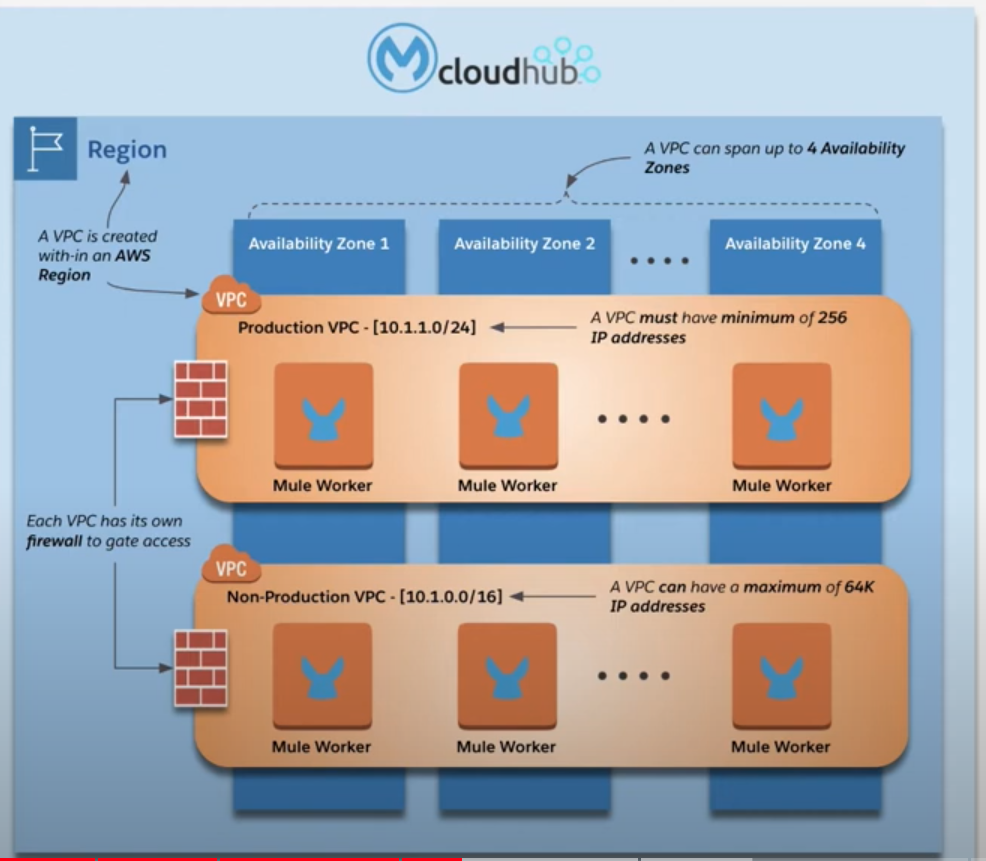 cloudhub
Region
A VPC can span up to 4 Availability
Zones
A VPC is created
with-in an AWS
Region
Availability Zone 1
Availability Zone 2
Availability Zone 4
VPC
Production VPC - [10.1.1.0/24]
A VPC must have minimum of 256
IP addresses
Mule Worker
Mule Worker
Mule Worker
Each VPC has its own
firewall to gate access
VPC
Non-Production VPC - [10.1.0.0/16]
A VPC can have a maximum of 64K
IP addresses
Mule Worker
Mule Worker
Mule Worker